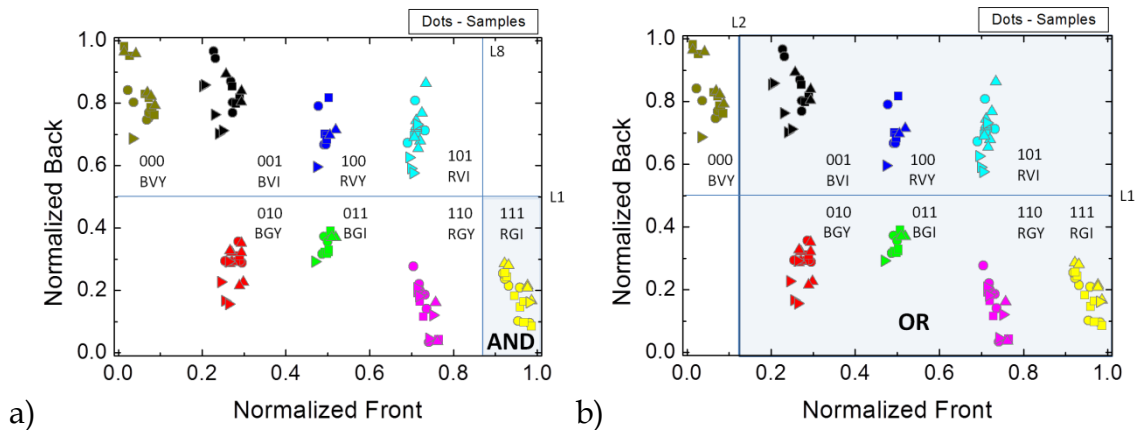 Dots - Samples
L8
1.0
0.8
0.6
0.4
0.2
0.0
Normalized Back
000
BVY
001
BVI
100
RVY
101
RVI
L1
010
BGY
011
BGI
110
RGY
111
RGI
AND
0.0 0.2 0.4 0.6 0.8 1.0
Normalized Front
a)
Dots - Samples
L2
1.0
0.8
0.6
0.4
0.2
0.0
Normalized Back
000
BVY
001
BVI
100
RVY
101
RVI
L1
010
BGY
011
BGI
110
RGY
111
RGI
OR
0.0 0.2 0.4 0.6 0.8 1.0
Normalized Front
b)